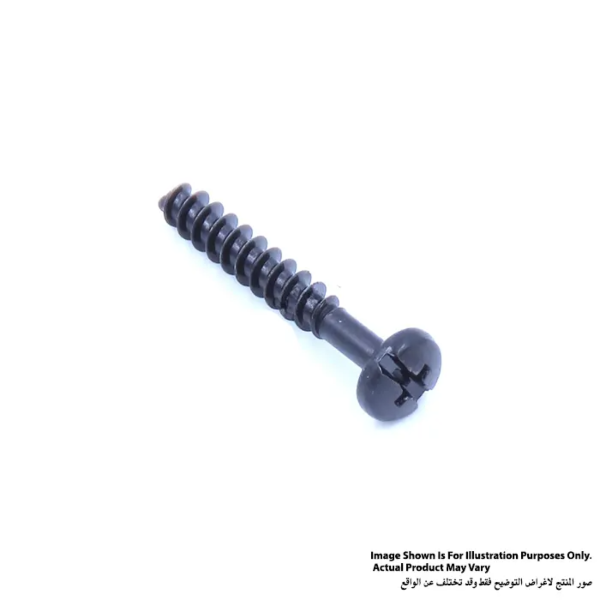 Image Shown Is For Illustration Purposes Only.
Actual Product May Vary
صور المنتج لاغراض التوضيح فقط وقد تختلف عن الواقع